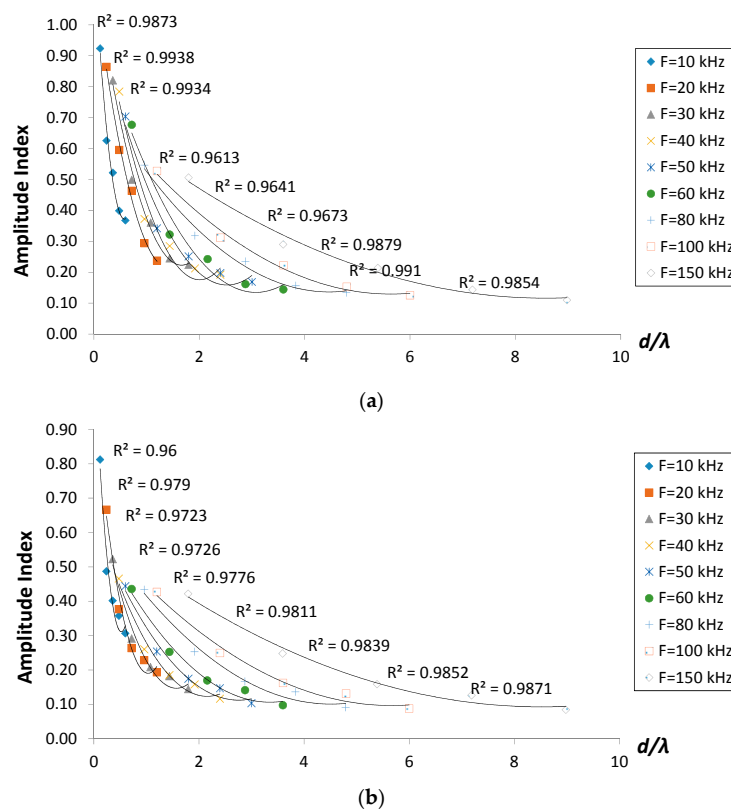 1.00
0.90
0.80
0.70
0.60
0.50
0.40
0.30
0.20
0.10
0.00
Amplitude Index
R² = 0.9873
R² = 0.9938
R² = 0.9934
R² = 0.9613
R² = 0.9641
R² = 0.9673
R² = 0.9879
R² = 0.991
R² = 0.9854
F=10 kHz
F=20 kHz
F=30 kHz
F=40 kHz
F=50 kHz
F=60 kHz
F=80 kHz
F=100 kHz
F=150 kHz
0 2 4 6 8 10
d/λ
(a)
0.90
0.80
0.70
0.60
0.50
0.40
0.30
0.20
0.10
0.00
Amplitude Index
R² = 0.96
R² = 0.979
R² = 0.9723
R² = 0.9726
R² = 0.9776
R² = 0.9811
R² = 0.9839
R² = 0.9852
R² = 0.9871
F=10 kHz
F=20 kHz
F=30 kHz
F=40 kHz
F=50 kHz
F=60 kHz
F=80 kHz
F=100 kHz
F=150 kHz
0 2 4 6 8 10
d/λ
(b)